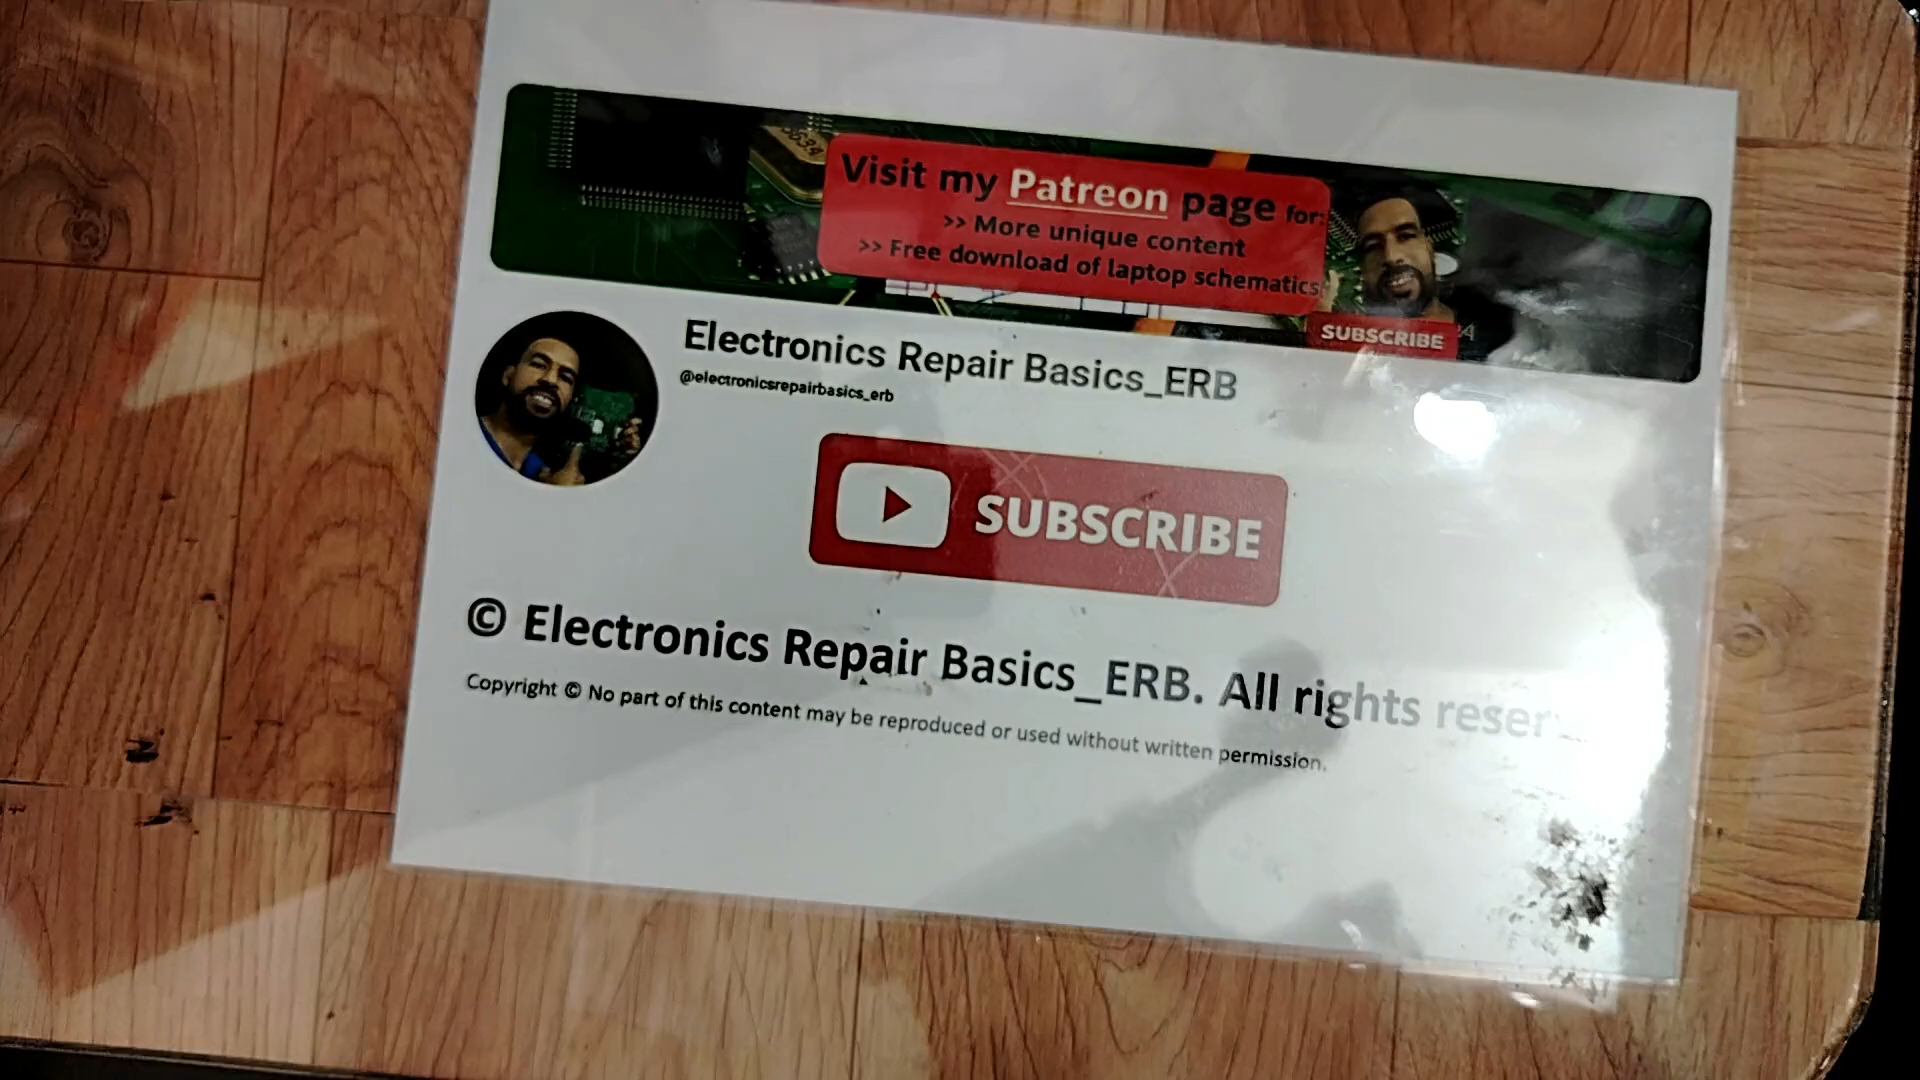 Visit my Patreon page for:
>> More unique content
>> Free download of laptop schematics
SUBSCRIBE
Electronics Repair Basics_ERB
@electronicsrepairbasics_erb
SUBSCRIBE
© Electronics Repair Basics_ERB. All rights
Copyright © No part of this content may be reproduced or used without written permission.